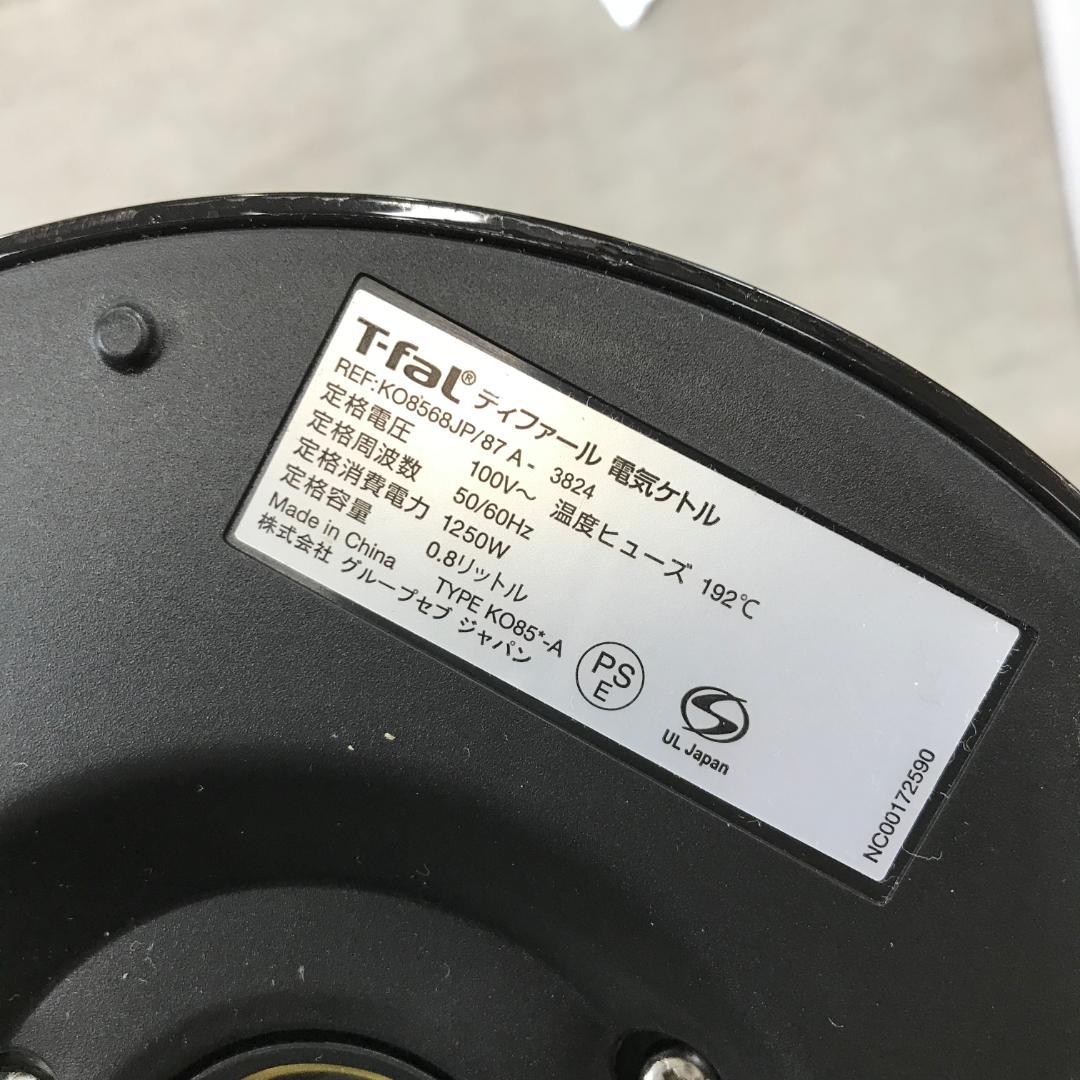 T-fal® ティファール 電気ケトル
REF:KO8568JP/87 A - 3824
定格電圧 100V～ 温度ヒューズ 192℃
定格周波数 50/60Hz
定格消費電力 1250W
定格容量 0.8リットル
Made in China TYPE KO85*-A
株式会社 グループセブ ジャパン
PS
E
UL Japan
NC00172590